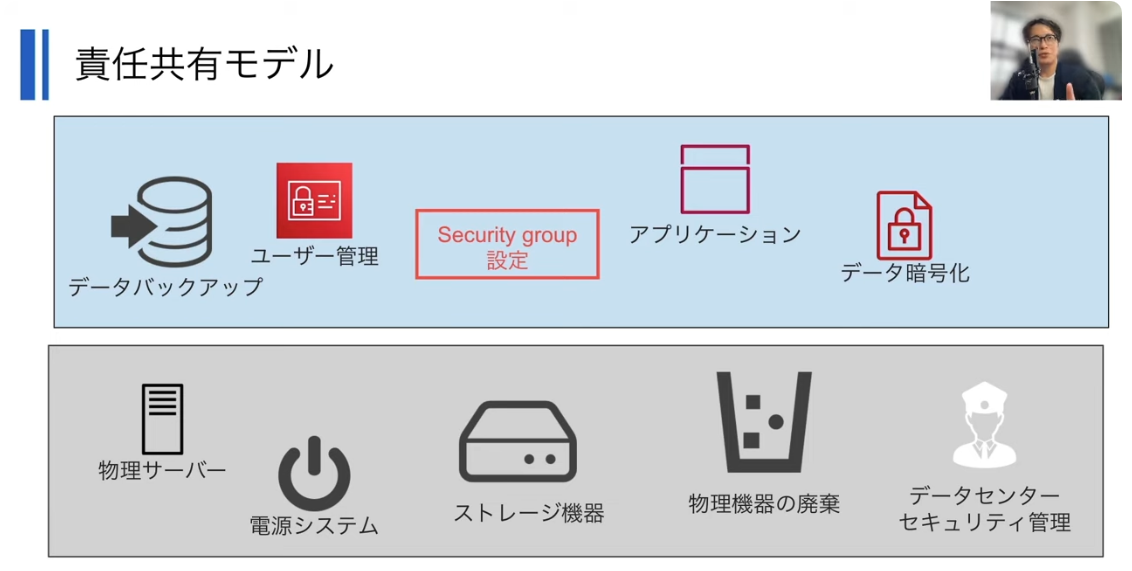 責任共有モデル
データバックアップ
ユーザー管理
Security group
設定
アプリケーション
データ暗号化
物理サーバー
電源システム
ストレージ機器
物理機器の廃棄
データセンター
セキュリティ管理